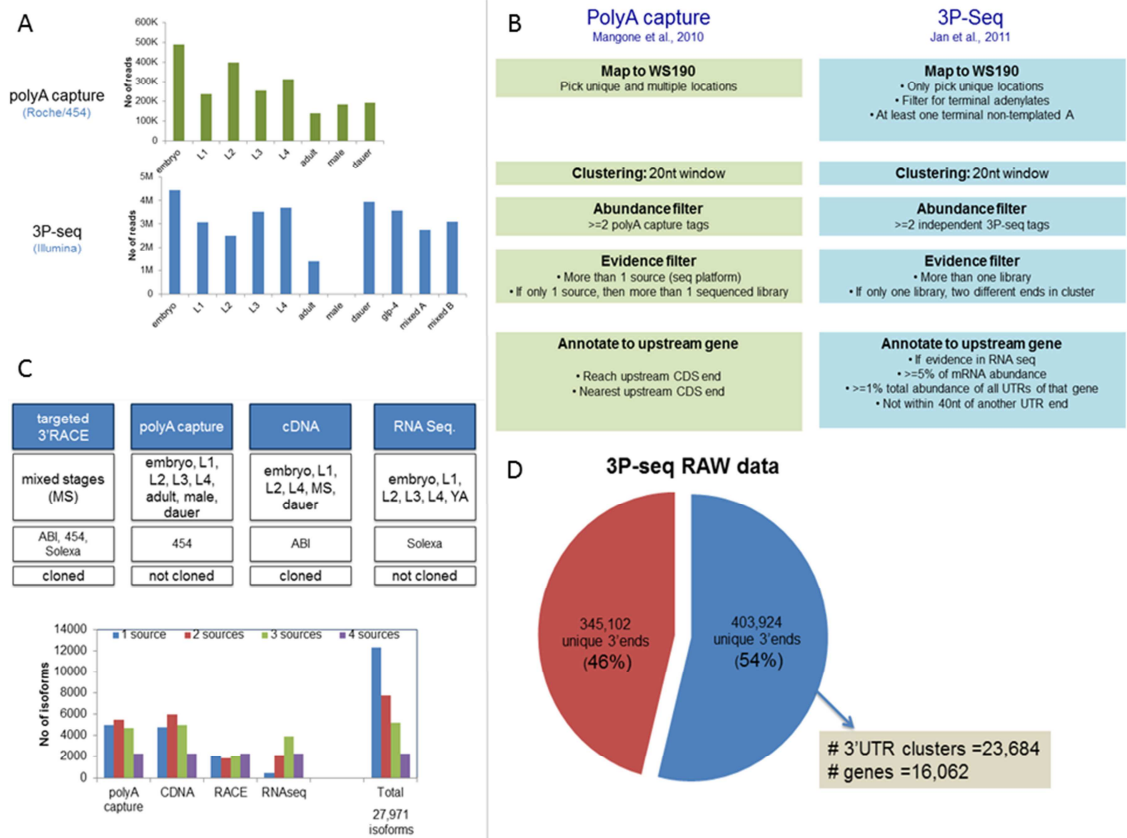 A
600K
500K
400K
300K
200K
100K
0
No of reads
polyA capture
(Roche/454)
embryo
L1
L2
L3
L4
adult
male
dauer
5M
4M
3M
2M
1M
0
No of reads
3P-seq
(Illumina)
embryo
L1
L2
L3
L4
adult
male
dauer
glp-4
mixed A
mixed B
B
PolyA capture
Mangone et al., 2010
Map to WS190
Pick unique and multiple locations
Clustering: 20nt window
Abundance filter
>=2 polyA capture tags
Evidence filter
• More than 1 source (seq platform)
• If only 1 source, then more than 1 sequenced library
Annotate to upstream gene
• Reach upstream CDS end
• Nearest upstream CDS end
3P-Seq
Jan et al., 2011
Map to WS190
• Only pick unique locations
• Filter for terminal adenylates
• At least one terminal non-templated A
Clustering: 20nt window
Abundance filter
>=2 independent 3P-seq tags
Evidence filter
• More than one library
• If only one library, two different ends in cluster
Annotate to upstream gene
• If evidence in RNA seq
• >=5% of mRNA abundance
• >=1% total abundance of all UTRs of that gene
• Not within 40nt of another UTR end
C
targeted
3'RACE
mixed stages
(MS)
ABI, 454,
Solexa
cloned
polyA capture
embryo, L1,
L2, L3, L4,
adult, male,
dauer
454
not cloned
cDNA
embryo, L1,
L2, L4, MS,
dauer
ABI
cloned
RNA Seq.
embryo, L1,
L2, L3, L4, YA
Solexa
not cloned
14000
12000
10000
8000
6000
4000
2000
0
No of isoforms
1 source
2 sources
3 sources
4 sources
polyA
capture
CDNA
RACE
RNAseq
Total
27,971
isoforms
D
3P-seq RAW data
345,102
unique 3'ends
(46%)
403,924
unique 3'ends
(54%)
# 3'UTR clusters =23,684
# genes =16,062